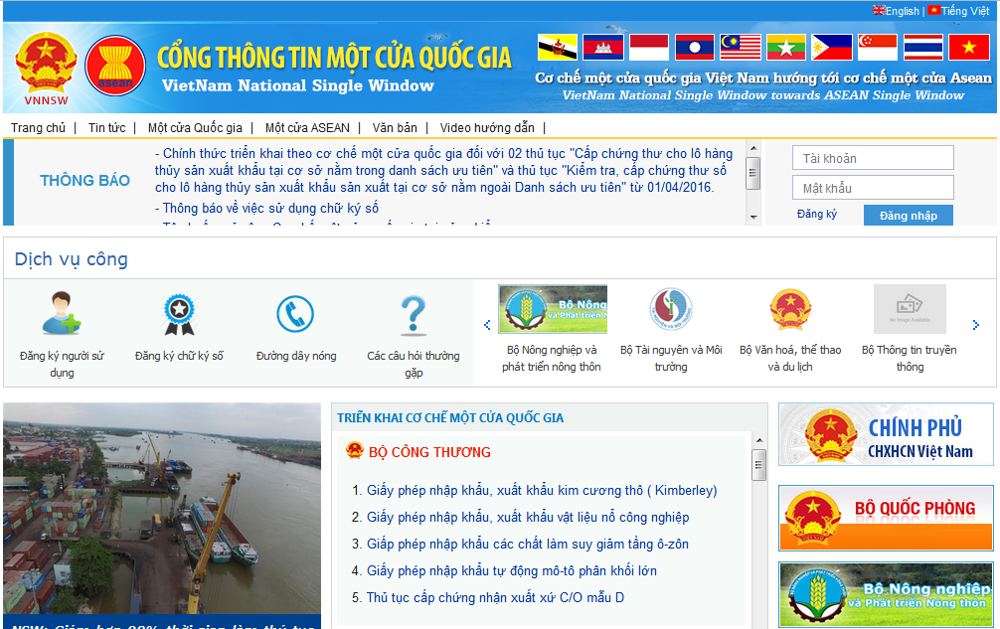 English | Tiếng Việt
CỔNG THÔNG TIN MỘT CỬA QUỐC GIA
VietNam National Single Window
VNNSW
asean
Cơ chế một cửa quốc gia Việt Nam hướng tới cơ chế một cửa Asean
VietNam National Single Window towards ASEAN Single Window
Trang chủ | Tin tức | Một cửa Quốc gia | Một cửa ASEAN | Văn bản | Video hướng dẫn |
THÔNG BÁO
- Chính thức triển khai theo cơ chế một cửa quốc gia đối với 02 thủ tục "Cấp chứng thư cho lô hàng
thủy sản xuất khẩu tại cơ sở nằm trong danh sách ưu tiên" và thủ tục "Kiểm tra, cấp chứng thư số
cho lô hàng thủy sản xuất khẩu sản xuất tại cơ sở nằm ngoài Danh sách ưu tiên" từ 01/04/2016.
- Thông báo về việc sử dụng chữ ký số
Tài khoản
Mật khẩu
Đăng ký
Đăng nhập
Dịch vụ công
Đăng ký người sử
dụng
Đăng ký chữ ký số
Đường dây nóng
Các câu hỏi thường
gặp
Bộ Nông
và Phát triển N
Bộ Nông nghiệp và
phát triển nông thôn
Bộ Tài nguyên và Môi
trường
Bộ Văn hoá, thể thao
và du lịch
No Image Available
Bộ Thông tin truyền
thông
TRIỂN KHAI CƠ CHẾ MỘT CỬA QUỐC GIA
BỘ CÔNG THƯƠNG
1. Giấy phép nhập khẩu, xuất khẩu kim cương thô ( Kimberley)
2. Giấy phép nhập khẩu, xuất khẩu vật liệu nổ công nghiệp
3. Giấp phép nhập khẩu các chất làm suy giảm tầng ô-zôn
4. Giấy phép nhập khẩu tự động mô-tô phân khối lớn
5. Thủ tục cấp chứng nhận xuất xứ C/O mẫu D
CHÍNH PHỦ
CHXHCN Việt Nam
BỘ QUỐC PHÒNG
Bộ Nông nghiệp
và Phát triển Nông thôn
NSW: Giảm hơn 90% thời gian làm thủ tục